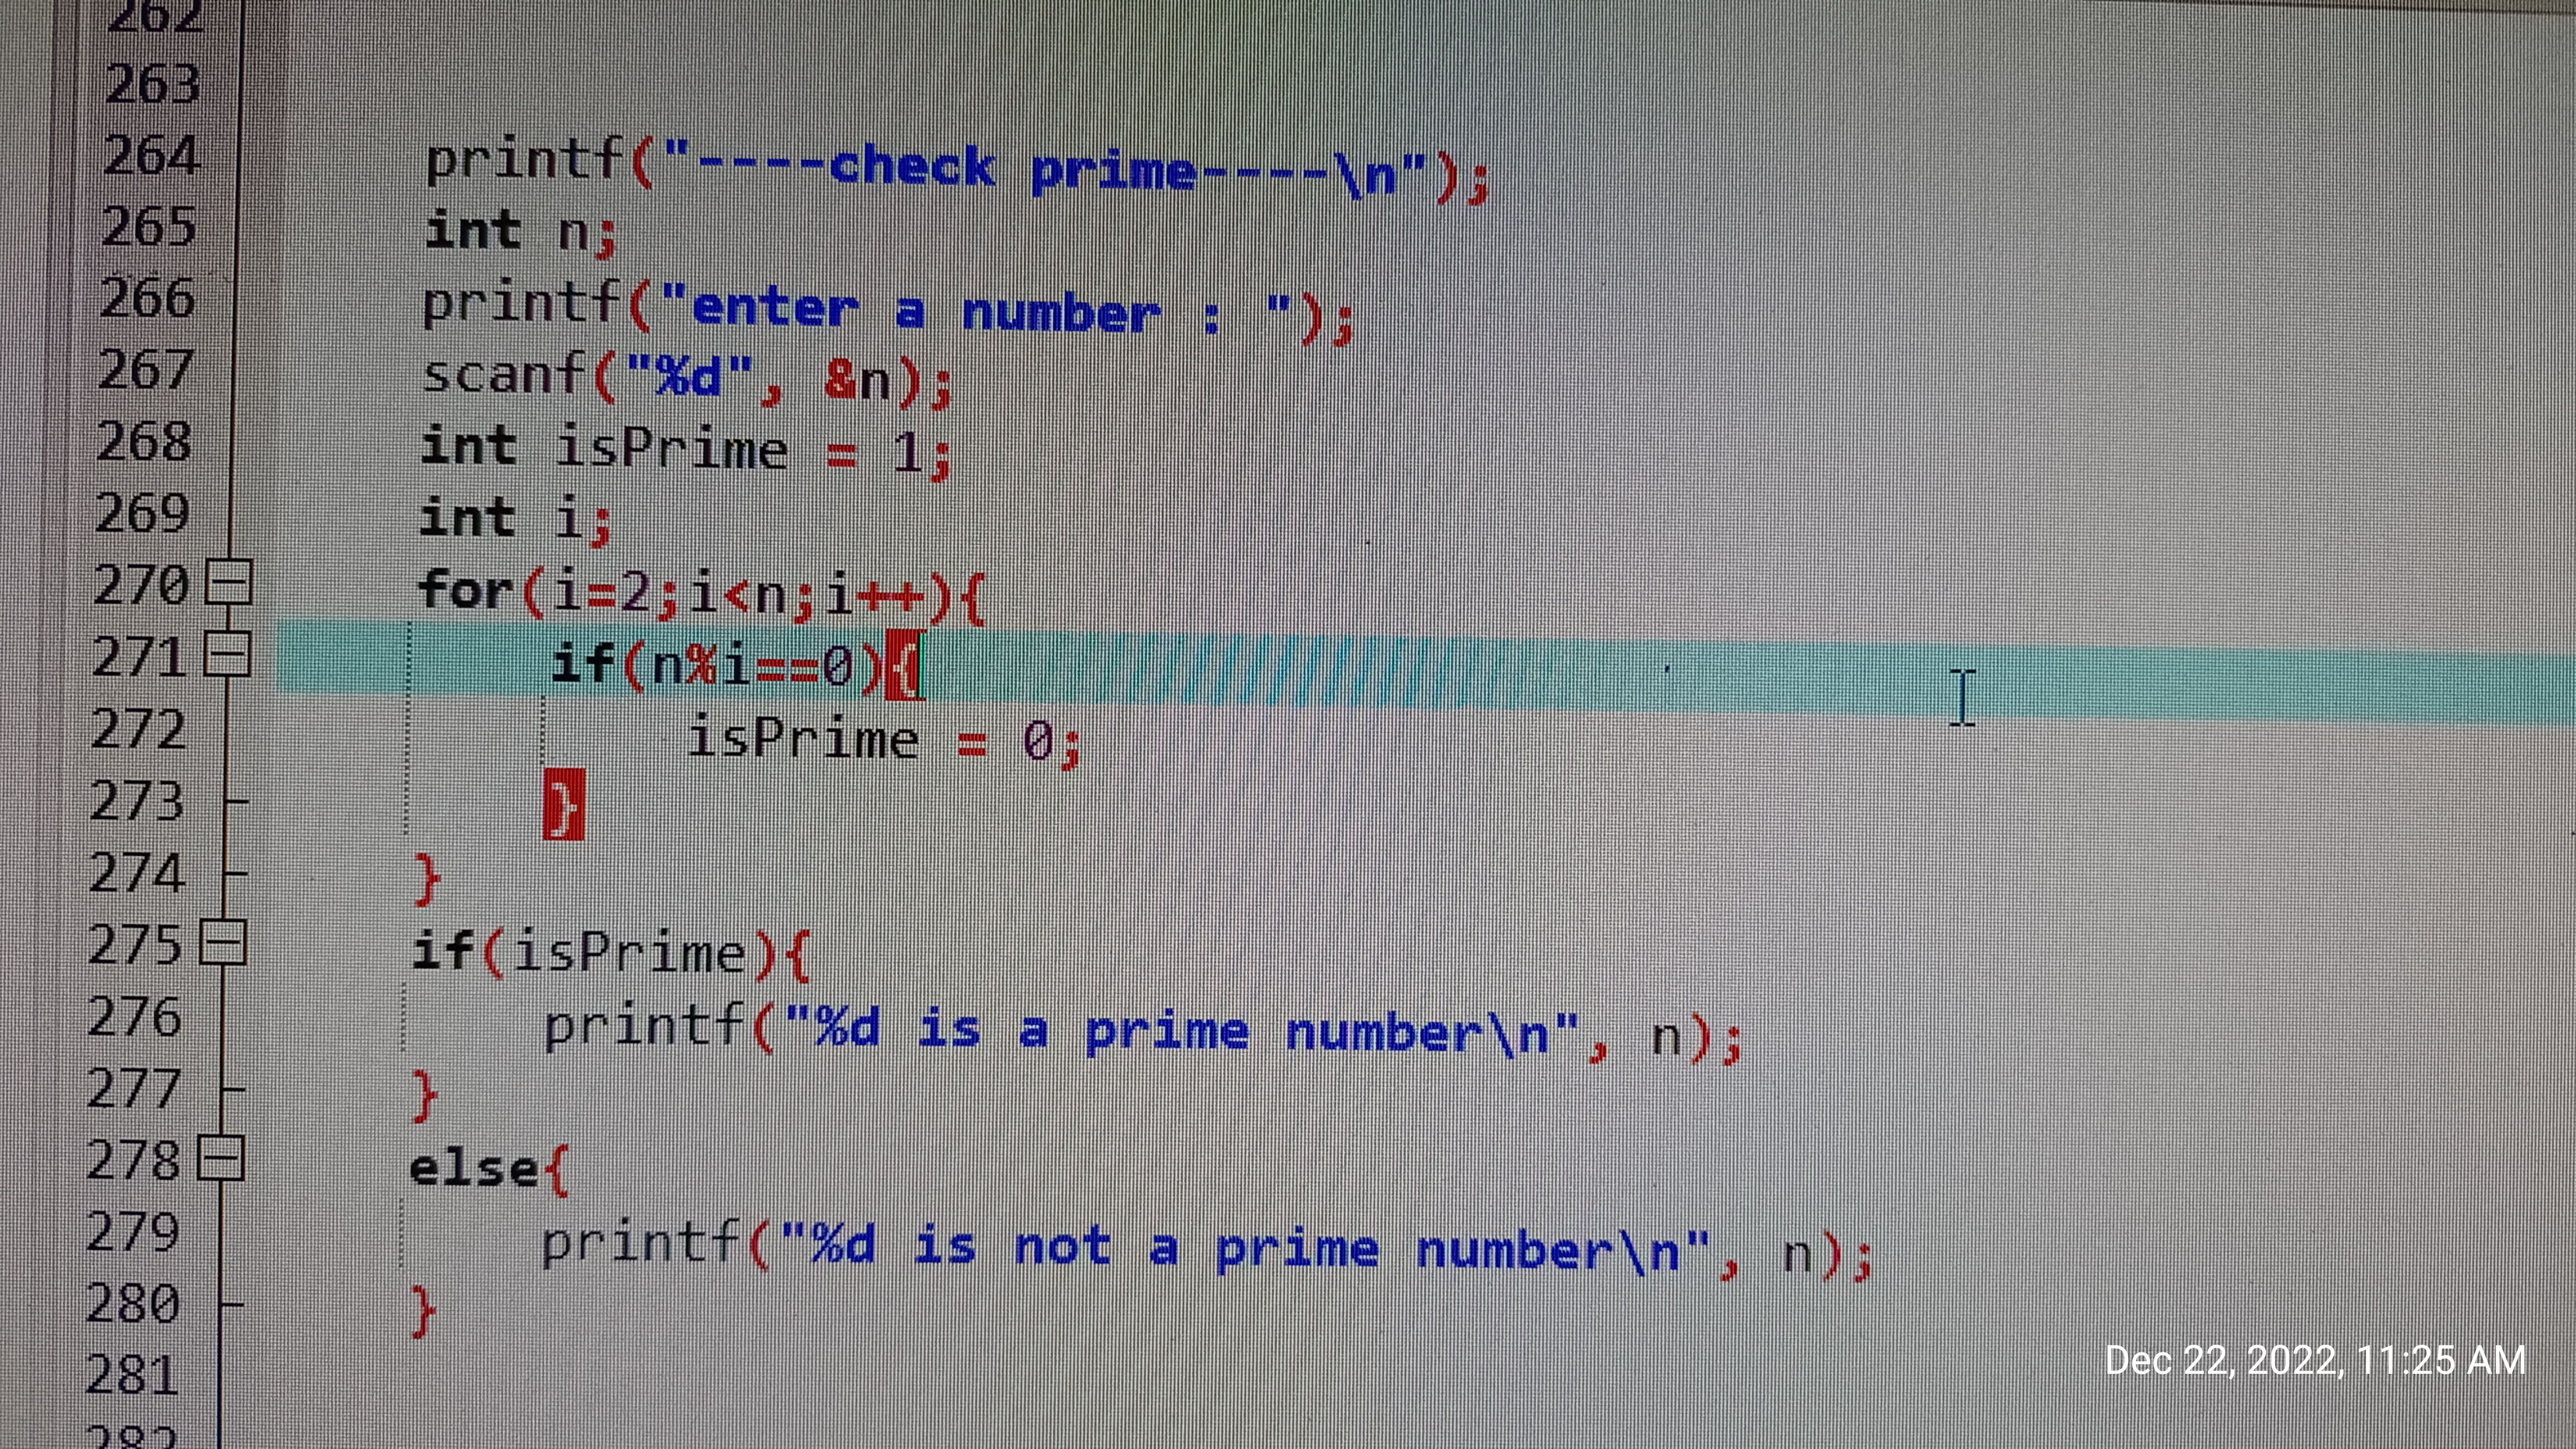 262
263
264 printf("----check prime----\n");
265 int n;
266 printf("enter a number : ");
267 scanf("%d", &n);
268 int isPrime = 1;
269 int i;
270 for(i=2;i<n;i++){
271 if(n%i==0){
272 isPrime = 0;
273 }
274 }
275 if(isPrime){
276 printf("%d is a prime number\n", n);
277 }
278 else{
279 printf("%d is not a prime number\n", n);
280 }
281
282
Dec 22, 2022, 11:25 AM